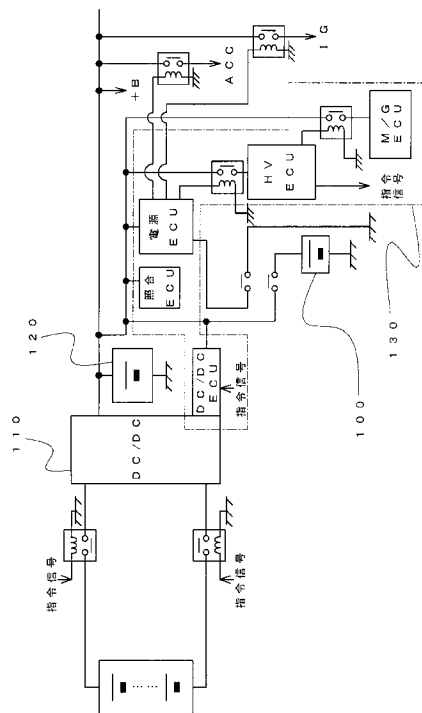 110
120
100
130
DC/DC
DC/DC
ECU
照合
ECU
電源
ECU
HV
ECU
M/G
ECU
+B
ACC
IG
指令信号
指令信号
指令信号
指令
信号